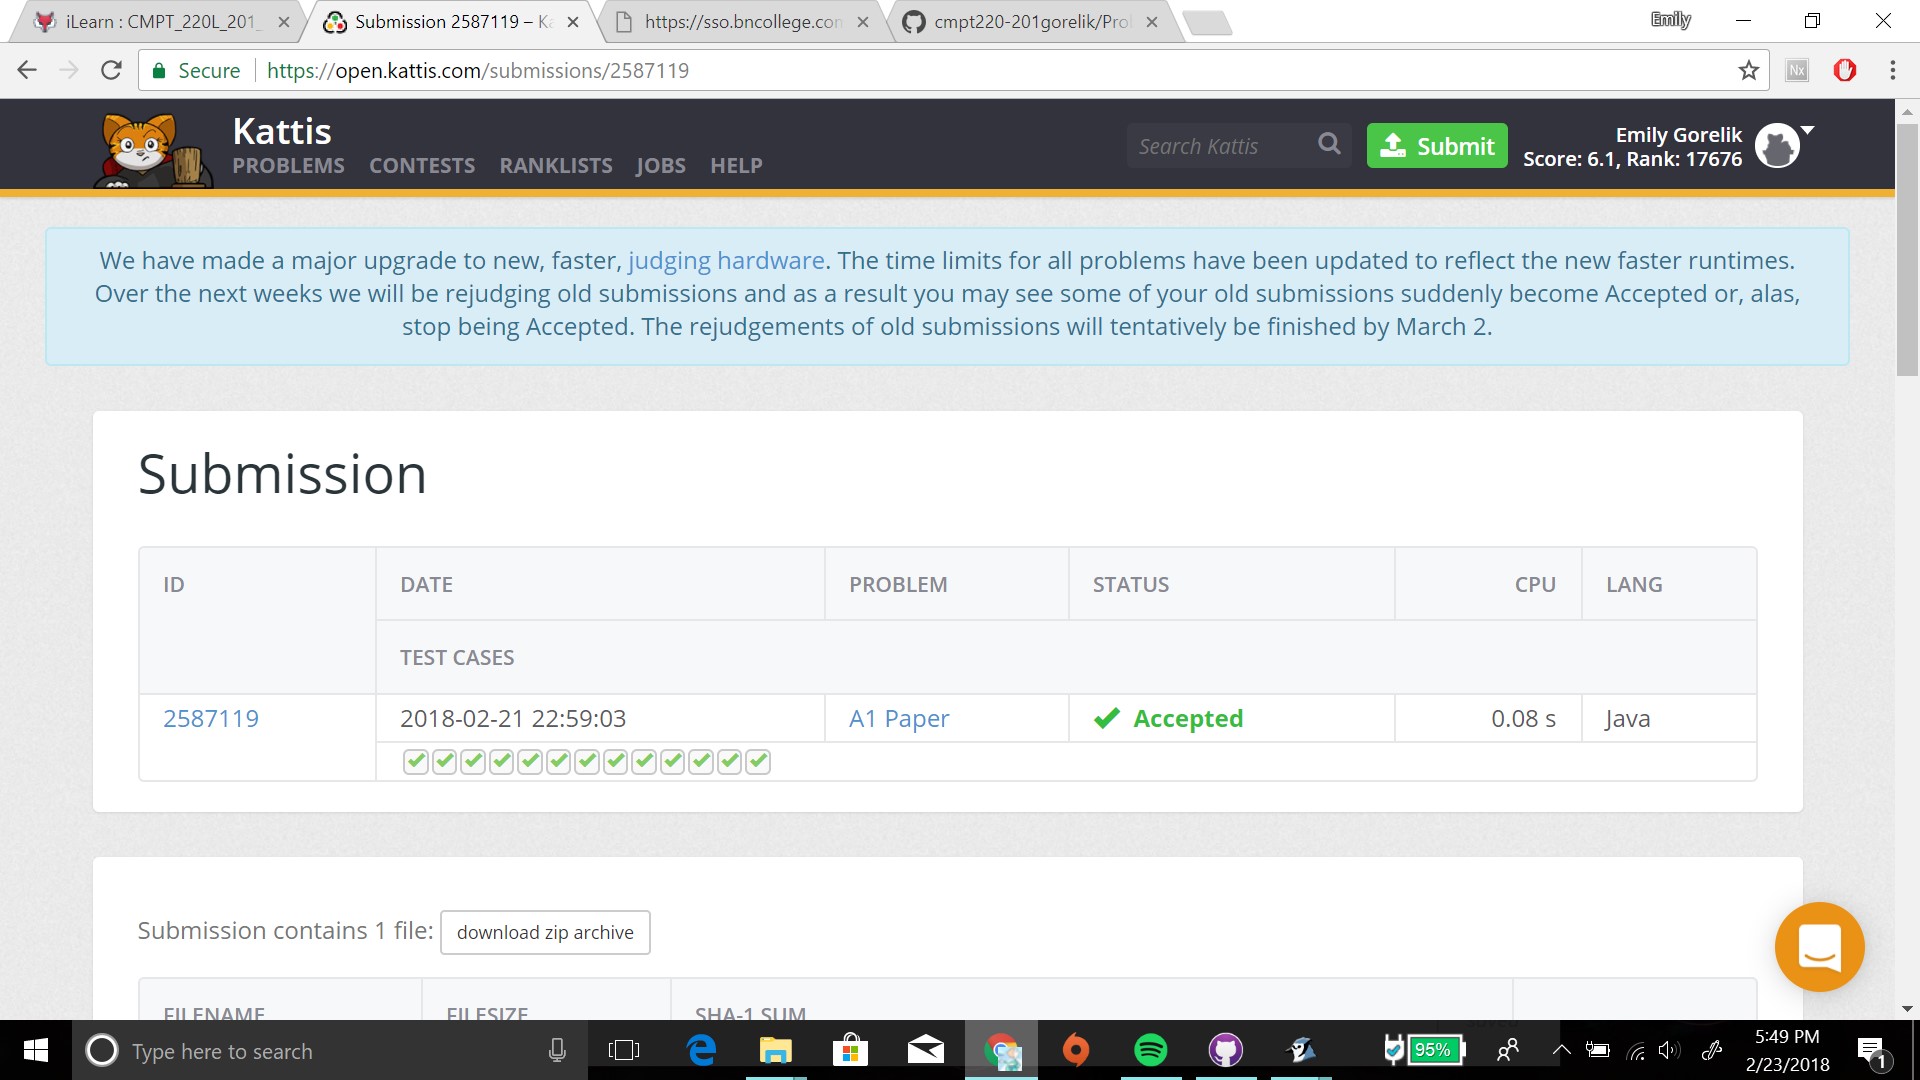 iLearn : CMPT_220L_201_
Submission 2587119 – Ka
https://sso.bncollege.com
cmpt220-201gorelik/Prol
Emily
Secure
https://open.kattis.com/submissions/2587119
Nx
Kattis
PROBLEMS CONTESTS RANKLISTS JOBS HELP
Search Kattis
Submit
Emily Gorelik
Score: 6.1, Rank: 17676
We have made a major upgrade to new, faster, judging hardware. The time limits for all problems have been updated to reflect the new faster runtimes.
Over the next weeks we will be rejudging old submissions and as a result you may see some of your old submissions suddenly become Accepted or, alas,
stop being Accepted. The rejudgements of old submissions will tentatively be finished by March 2.
Submission
ID DATE PROBLEM STATUS CPU LANG
TEST CASES
2587119 2018-02-21 22:59:03 A1 Paper Accepted 0.08 s Java
Submission contains 1 file: download zip archive
FILENAME FILESIZE SHA-1 SUM
Type here to search
95%
5:49 PM
2/23/2018
1